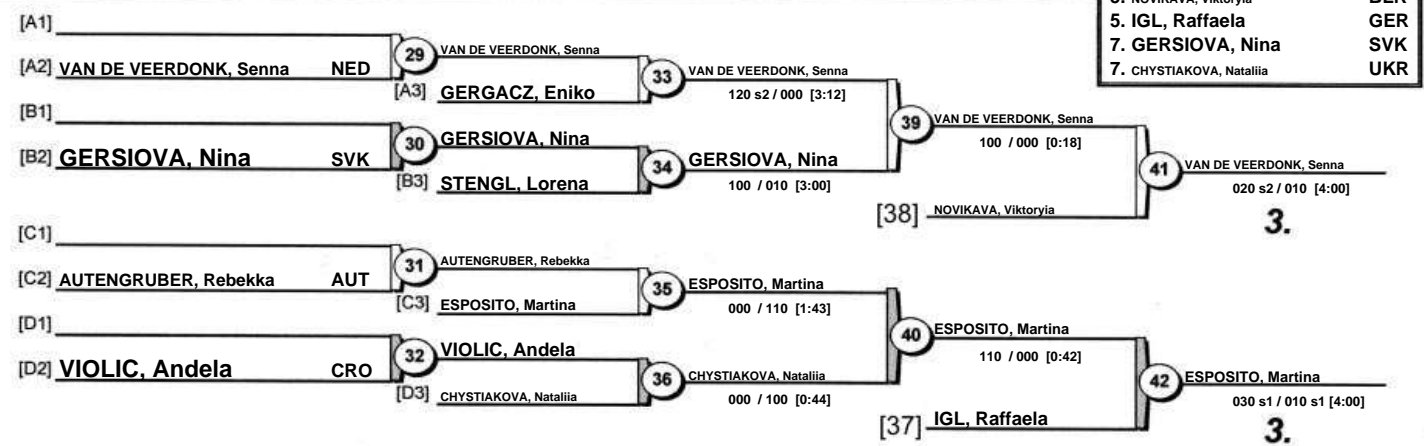 5. IGL, Raffaela GER
7. GERSIOVA, Nina SVK
7. CHYSTIAKOVA, Nataliia UKR
[A1]
[A2] VAN DE VEERDONK, Senna NED
29
VAN DE VEERDONK, Senna
[A3] GERGACZ, Eniko
33
VAN DE VEERDONK, Senna
120 s2 / 000 [3:12]
[B1]
[B2] GERSIOVA, Nina SVK
30
GERSIOVA, Nina
[B3] STENGL, Lorena
34
GERSIOVA, Nina
100 / 010 [3:00]
39
VAN DE VEERDONK, Senna
100 / 000 [0:18]
[38] NOVIKAVA, Viktoryia
41
VAN DE VEERDONK, Senna
020 s2 / 010 [4:00]
3.
[C1]
[C2] AUTENGRUBER, Rebekka AUT
31
AUTENGRUBER, Rebekka
[C3] ESPOSITO, Martina
35
ESPOSITO, Martina
000 / 110 [1:43]
[D1]
[D2] VIOLIC, Andela CRO
32
VIOLIC, Andela
[D3] CHYSTIAKOVA, Nataliia
36
CHYSTIAKOVA, Nataliia
000 / 100 [0:44]
40
ESPOSITO, Martina
110 / 000 [0:42]
[37] IGL, Raffaela
42
ESPOSITO, Martina
030 s1 / 010 s1 [4:00]
3.